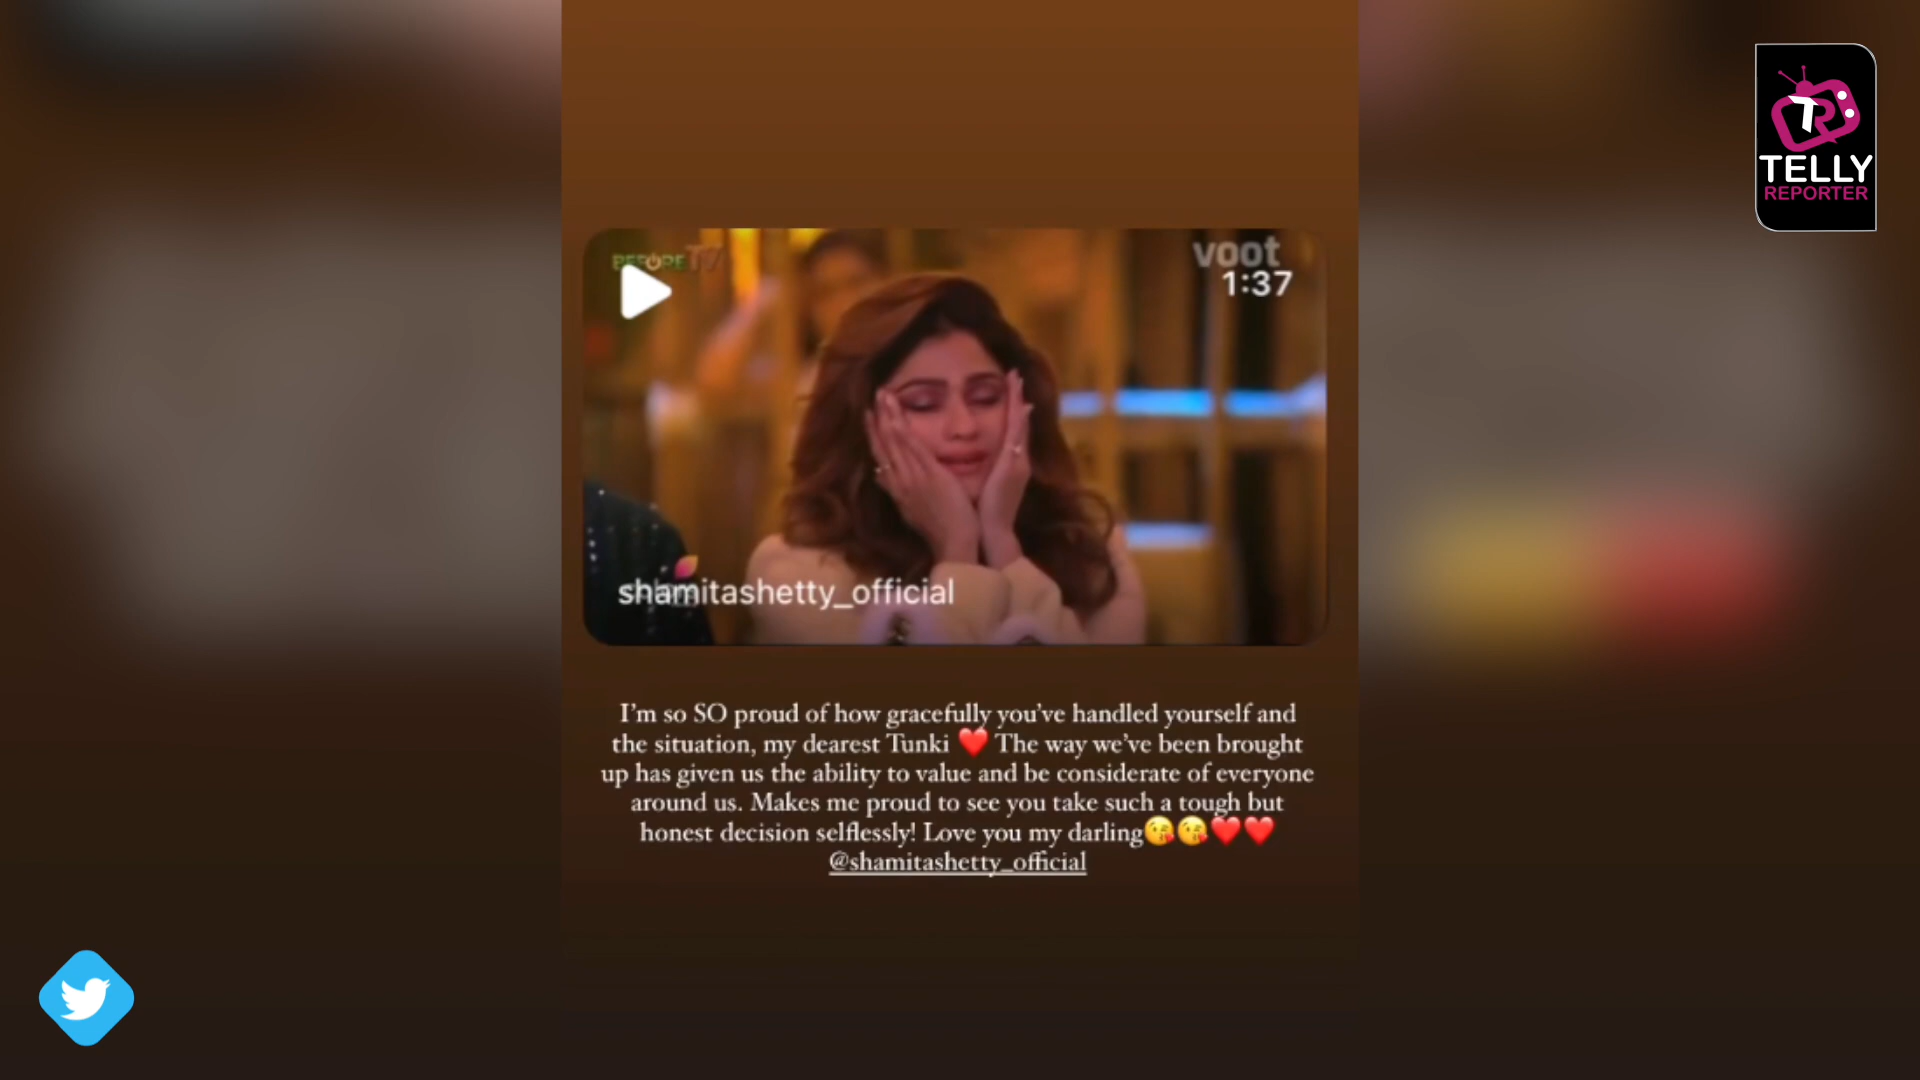 TR
TELLY
REPORTER
BEFORE TV
voot
1:37
shamitashetty_official
I'm so SO proud of how gracefully you've handled yourself and
the situation, my dearest Tunki ❤️ The way we've been brought
up has given us the ability to value and be considerate of everyone
around us. Makes me proud to see you take such a tough but
honest decision selflessly! Love you my darling😘😘❤️❤️
@shamitashetty_official